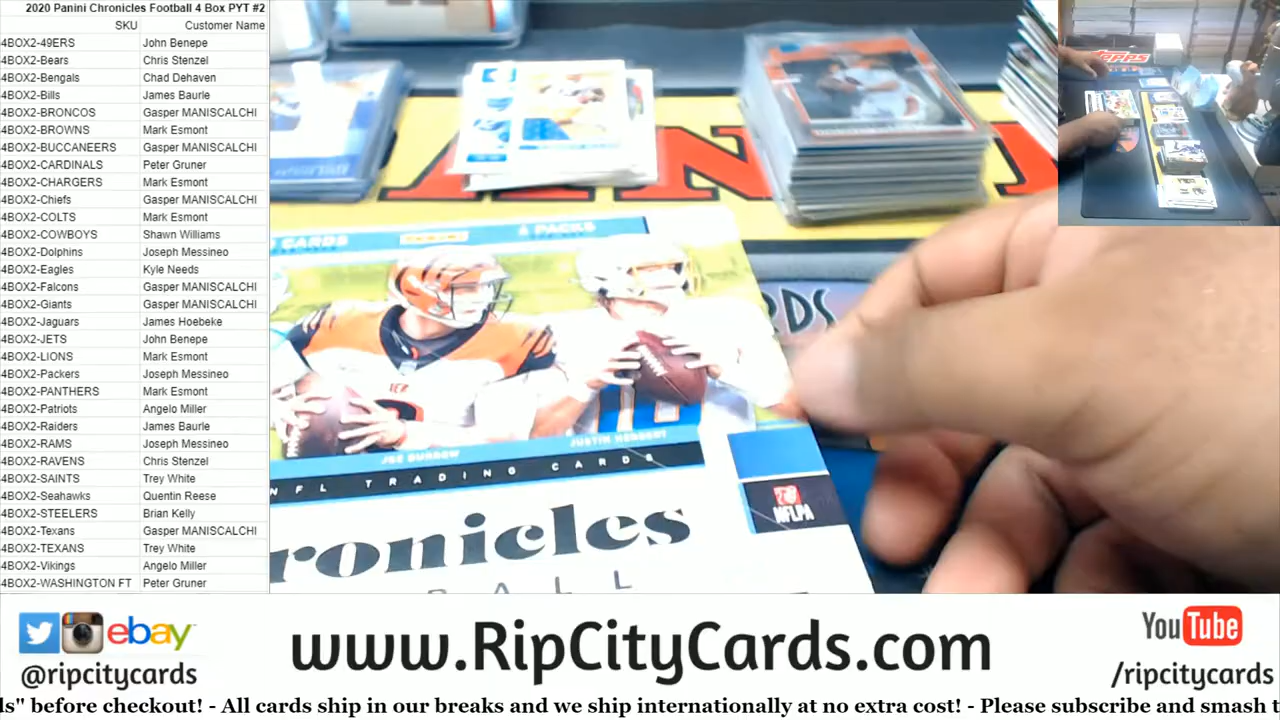 2020 Panini Chronicles Football 4 Box PYT #2
SKU Customer Name
4BOX2-49ERS John Benepe
4BOX2-Bears Chris Stenzel
4BOX2-Bengals Chad Dehaven
4BOX2-Bills James Baurle
4BOX2-BRONCOS Gasper MANISCALCHI
4BOX2-BROWNS Mark Esmont
4BOX2-BUCCANEERS Gasper MANISCALCHI
4BOX2-CARDINALS Peter Gruner
4BOX2-CHARGERS Mark Esmont
4BOX2-Chiefs Gasper MANISCALCHI
4BOX2-COLTS Mark Esmont
4BOX2-COWBOYS Shawn Williams
4BOX2-Dolphins Joseph Messineo
4BOX2-Eagles Kyle Needs
4BOX2-Falcons Gasper MANISCALCHI
4BOX2-Giants Gasper MANISCALCHI
4BOX2-Jaguars James Hoebeke
4BOX2-JETS John Benepe
4BOX2-LIONS Mark Esmont
4BOX2-Packers Joseph Messineo
4BOX2-PANTHERS Mark Esmont
4BOX2-Patriots Angelo Miller
4BOX2-Raiders James Baurle
4BOX2-RAMS Joseph Messineo
4BOX2-RAVENS Chris Stenzel
4BOX2-SAINTS Trey White
4BOX2-Seahawks Quentin Reese
4BOX2-STEELERS Brian Kelly
4BOX2-Texans Gasper MANISCALCHI
4BOX2-TEXANS Trey White
4BOX2-Vikings Angelo Miller
4BOX2-WASHINGTON FT Peter Gruner
CARDS PANINI 6 PACKS
JOE BURROW JUSTIN HERBERT
NFL TRADING CARDS
ronicles
BALL
NFLPA
RDS
topps
ebay
@ripcitycards
www.RipCityCards.com
YouTube
/ripcitycards
ls" before checkout! - All cards ship in our breaks and we ship internationally at no extra cost! - Please subscribe and smash t